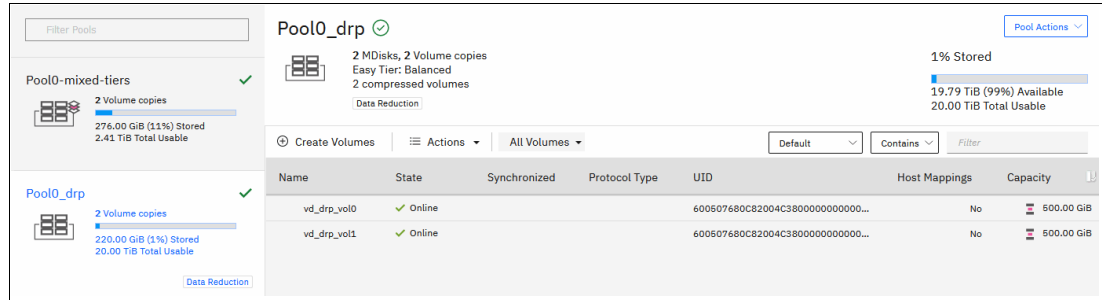 Filter Pools
Pool0-mixed-tiers
2 Volume copies
276.00 GiB (11%) Stored
2.41 TiB Total Usable
Pool0_drp
2 Volume copies
220.00 GiB (1%) Stored
20.00 TiB Total Usable
Data Reduction
Pool0_drp
Pool Actions
2 MDisks, 2 Volume copies
Easy Tier: Balanced
2 compressed volumes
Data Reduction
1% Stored
19.79 TiB (99%) Available
20.00 TiB Total Usable
Create Volumes Actions All Volumes Default Contains Filter
Name State Synchronized Protocol Type UID Host Mappings Capacity
vd_drp_vol0 Online 600507680C82004C3800000000000... No 500.00 GiB
vd_drp_vol1 Online 600507680C82004C3800000000000... No 500.00 GiB